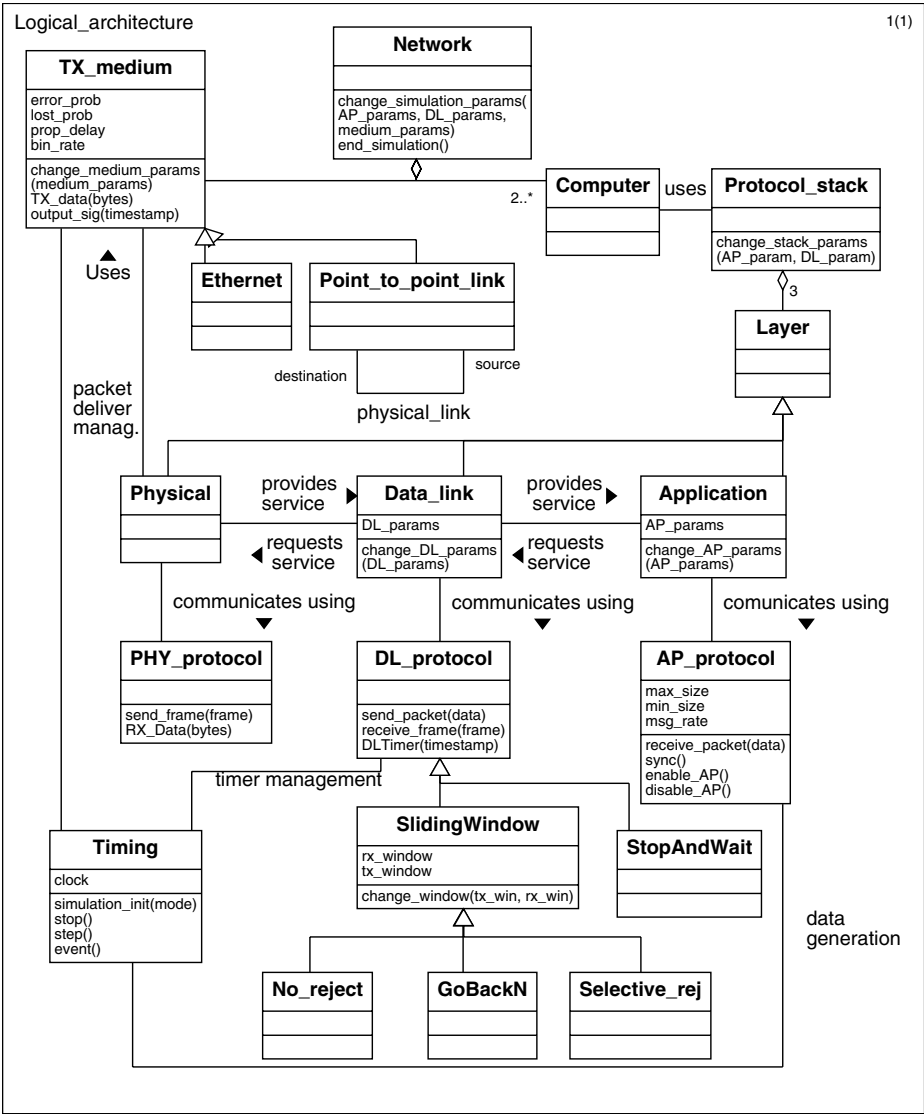 Logical_architecture
1(1)
TX_medium
error_prob
lost_prob
prop_delay
bin_rate
change_medium_params
(medium_params)
TX_data(bytes)
output_sig(timestamp)
Network
change_simulation_params(
AP_params, DL_params,
medium_params)
end_simulation()
2..*
Computer
uses
Protocol_stack
change_stack_params
(AP_param, DL_param)
3
Layer
Uses
Ethernet
Point_to_point_link
destination
source
physical_link
packet
deliver
manag.
Physical
provides
service
requests
service
Data_link
DL_params
change_DL_params
(DL_params)
provides
service
requests
service
Application
AP_params
change_AP_params
(AP_params)
communicates using
communicates using
comunicates using
PHY_protocol
send_frame(frame)
RX_Data(bytes)
DL_protocol
send_packet(data)
receive_frame(frame)
DLTimer(timestamp)
AP_protocol
max_size
min_size
msg_rate
receive_packet(data)
sync()
enable_AP()
disable_AP()
timer management
Timing
clock
simulation_init(mode)
stop()
step()
event()
SlidingWindow
rx_window
tx_window
change_window(tx_win, rx_win)
StopAndWait
data
generation
No_reject
GoBackN
Selective_rej